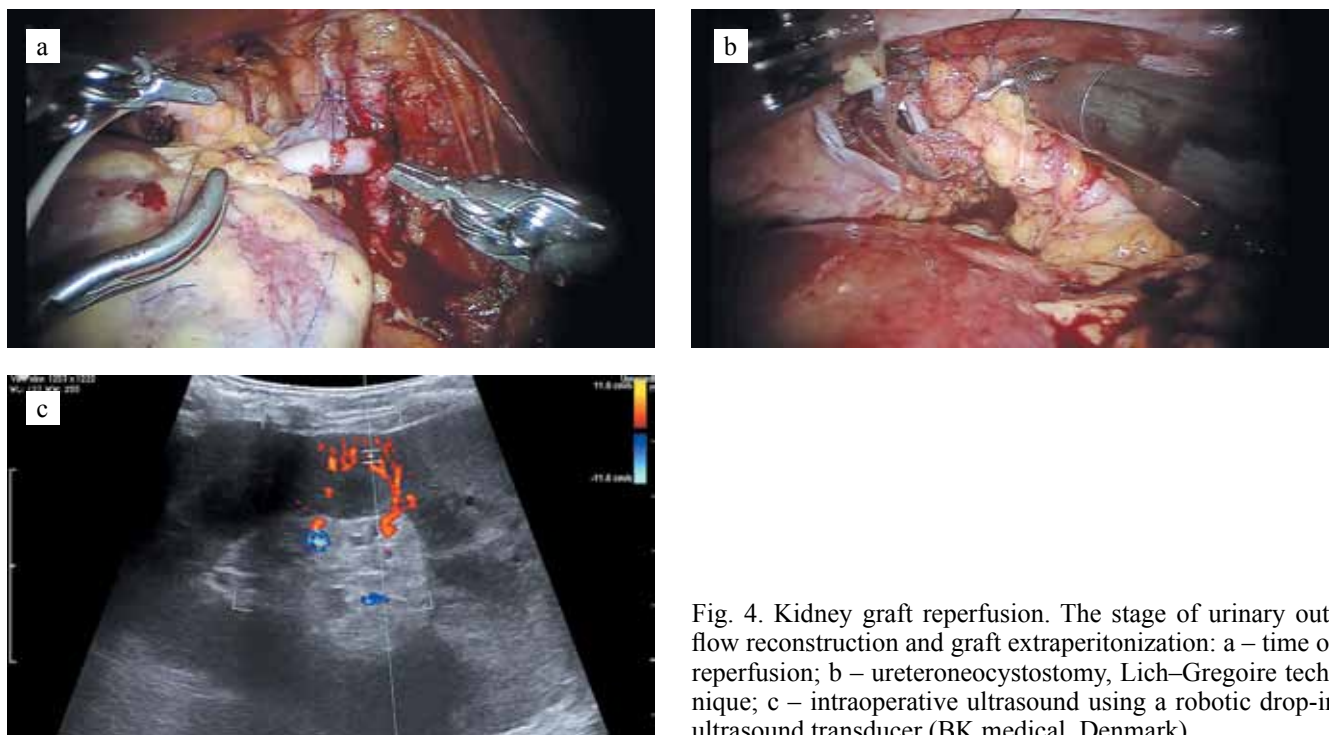 a
b
c
11.6 cm/s
-11.6 cm/s
Fig. 4. Kidney graft reperfusion. The stage of urinary out
flow reconstruction and graft extraperitonization: a – time o
reperfusion; b – ureteroneocystostomy, Lich–Gregoire tech
nique; c – intraoperative ultrasound using a robotic drop-in
ultrasound transducer (BK medical, Denmark)